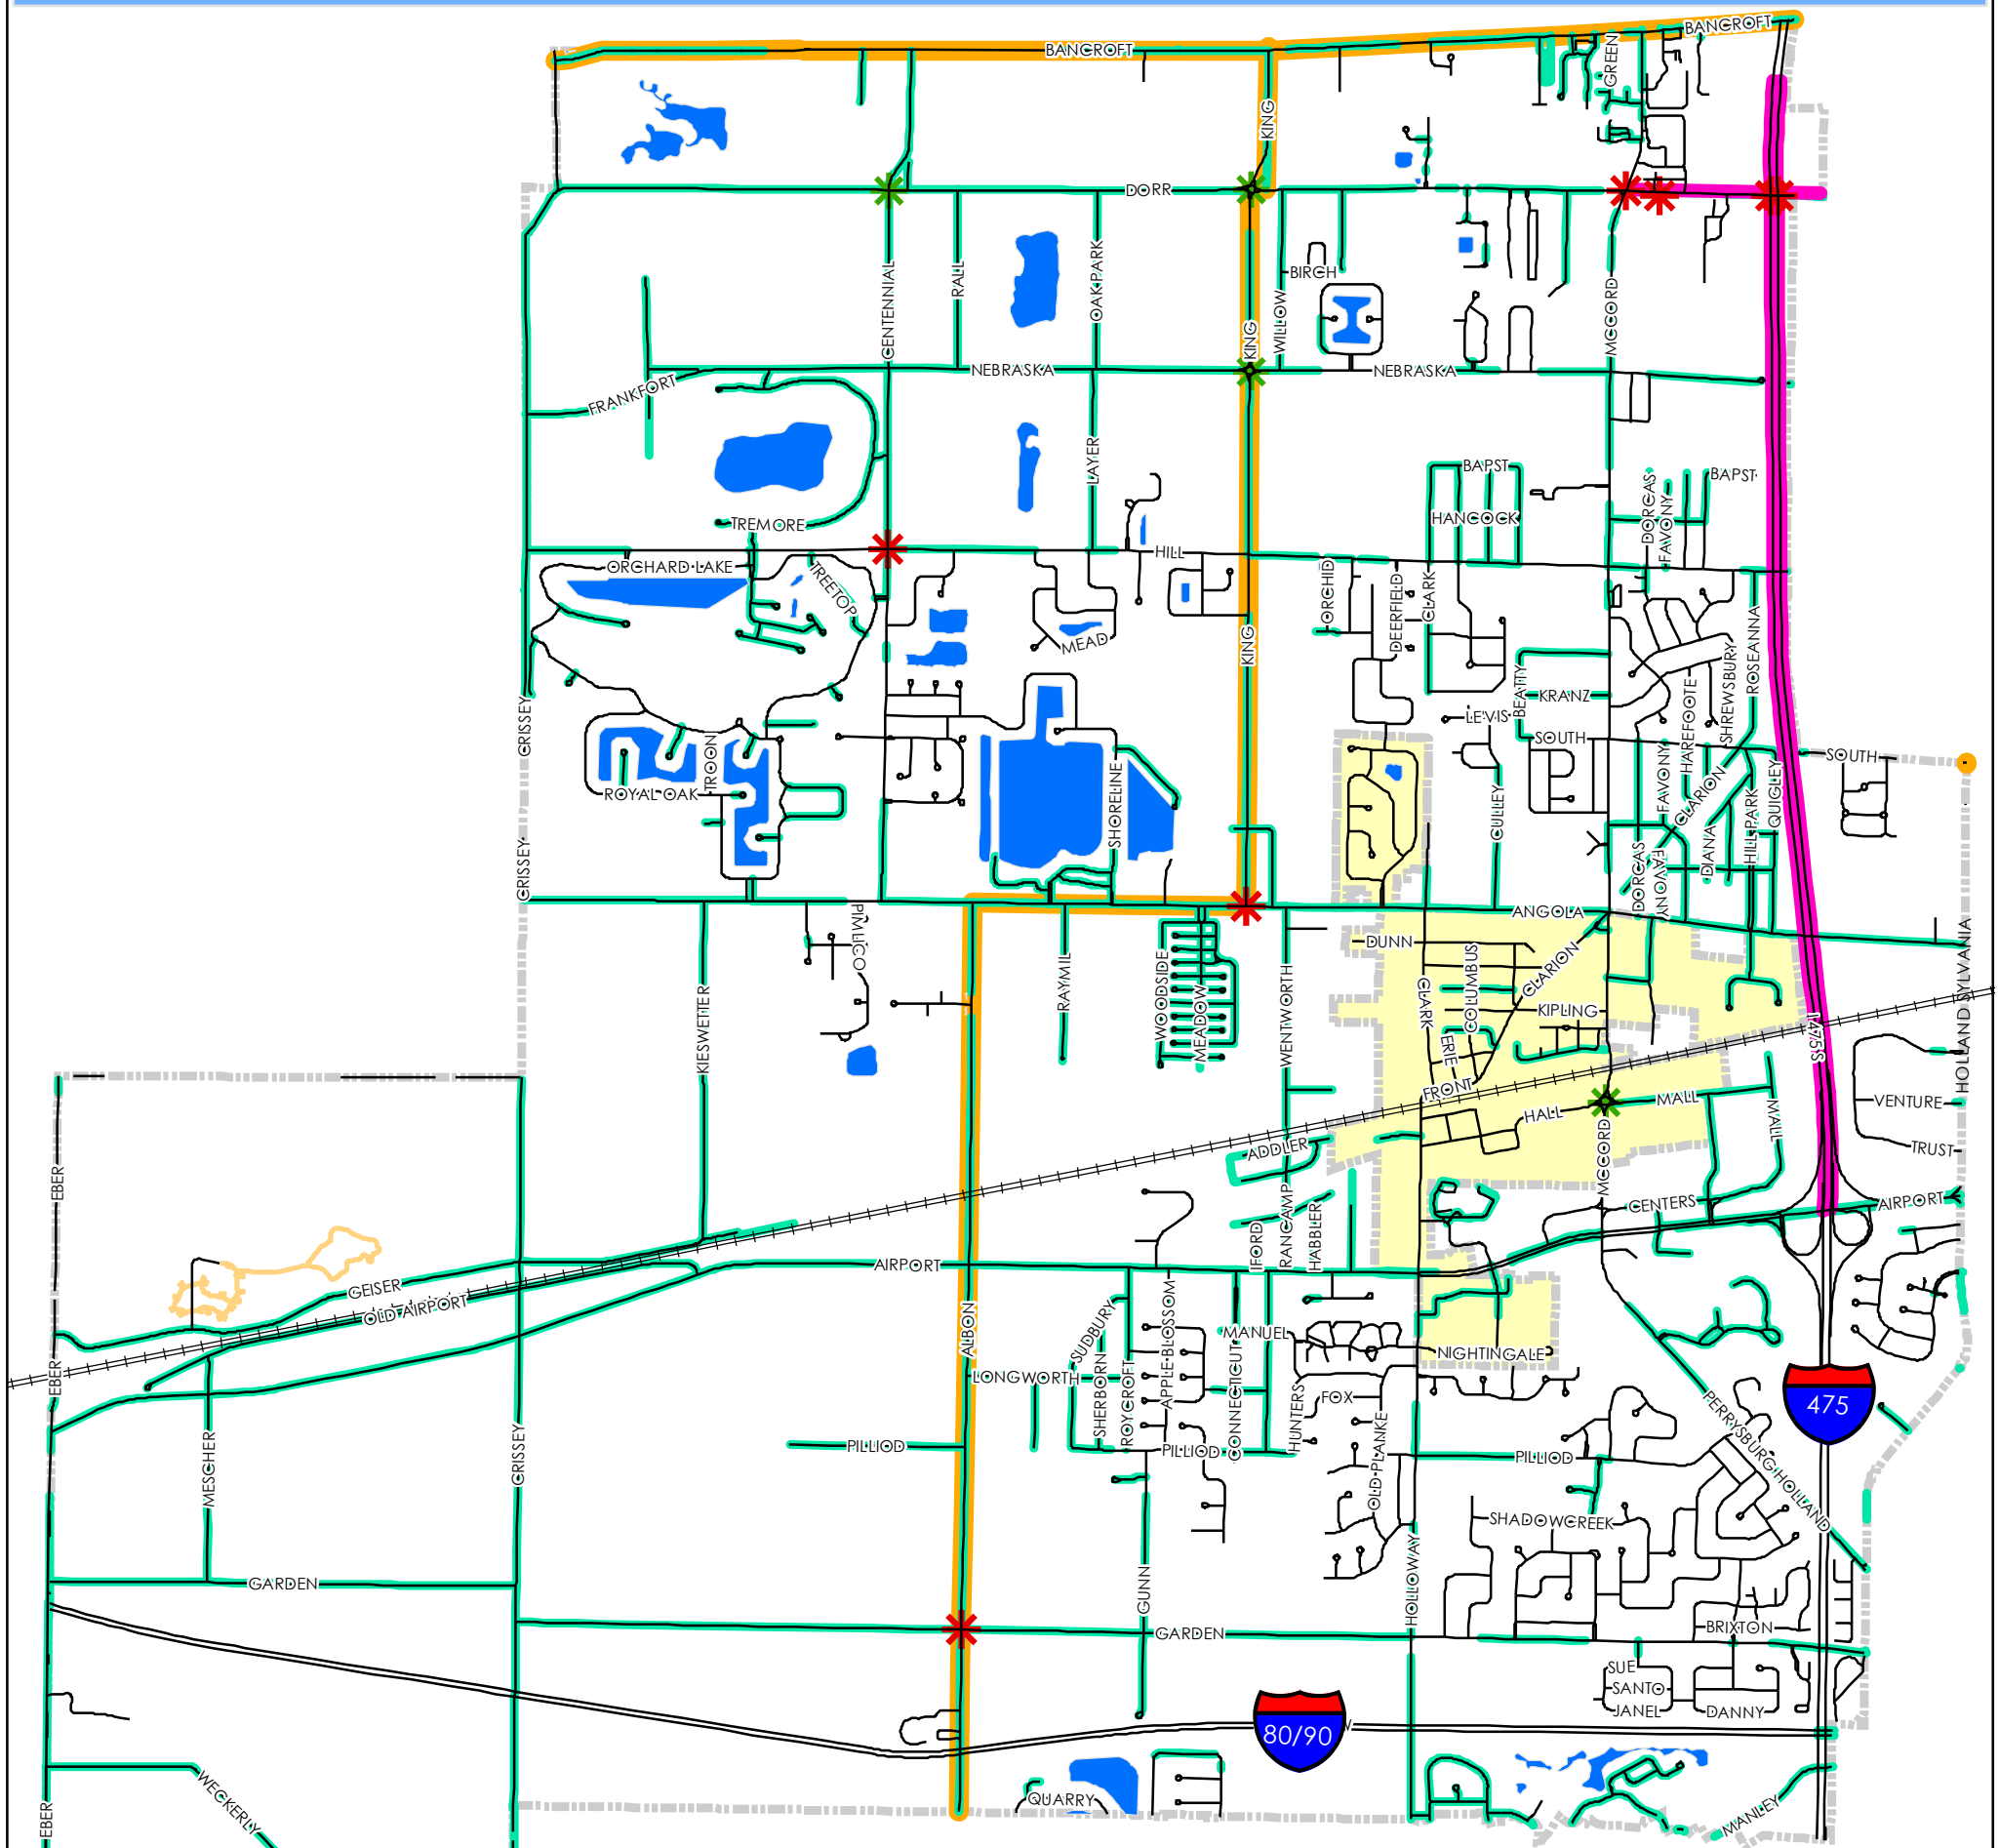 BANCROFT
BANCROFT
GREEN
KING
DORR
BIRCH
CENTENNIAL
RALL
OAK PARK
KING
WILLOW
MCCORD
NEBRASKA
NEBRASKA
FRANKFORT
LAYER
BAPST
BAPST
DORCAS
FAVONY
HANCOCK
TREMORE
HILL
ORCHARD LAKE
TREETOP
ORCHID
DEERFIELD
CLARK
MEAD
KING
ROSEANNA
SHREWSBURY
HAREFOOTE
BEATTY
KRANZ
LEVIS
SOUTH
SOUTH
CRISSEY
TROON
ROYAL OAK
SHORELINE
CULLEY
FAVONY
CLARION
HILL PARK
QUIGLEY
DIANA
DORCAS
FAVONY
CRISSEY
ANGOLA
PIMLICO
DUNN
COLUMBUS
CLARION
CLARK
KIPLING
ERIE
FRONT
KIESWETTER
RAYMIL
WOODSIDE
MEADOW
WENTWORTH
I 475 S
HOLLAND SYLVANIA
HALL
MALL
MALL
VENTURE
TRUST
ADDLER
MCCORD
EBER
CENTERS
AIRPORT
IFORD
RANCAMP
HABBLER
AIRPORT
GEISER
OLD AIRPORT
ALBON
SUDBURY
APPLE BLOSSOM
MANUEL
NIGHTINGALE
EBER
LONGWORTH
SHERBORN
ROYCROFT
CONNECTICUT
HUNTERS
FOX
OLD PLANKE
PERRYSBURG HOLLAND
475
MESCHER
CRISSEY
PILLIOD
PILLIOD
PILLIOD
SHADOWCREEK
GARDEN
GUNN
HOLLOWAY
GARDEN
BRIXTON
SUE
SANTO
JANEL
DANNY
80/90
QUARRY
WECKERLY
EBER
MANLEY